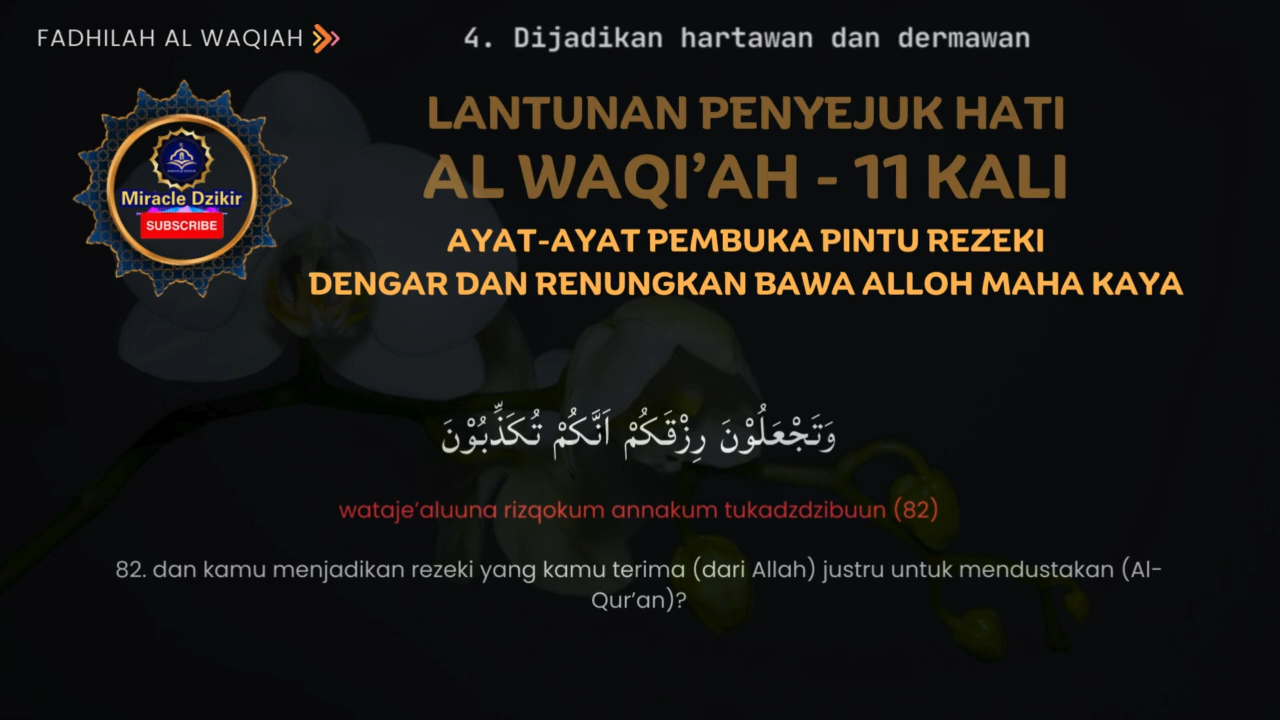 FADHILAH AL WAQIAH
4. Dijadikan hartawan dan dermawan
LANTUNAN PENYEJUK HATI
AL WAQI'AH - 11 KALI
AYAT-AYAT PEMBUKA PINTU REZEKI
DENGAR DAN RENUNGKAN BAWA ALLOH MAHA KAYA
Miracle Dzikir
SUBSCRIBE
وَتَجْعَلُوْنَ رِزْقَكُمْ اَنَّكُمْ تُكَذِّبُوْنَ
wataje'aluuna rizqokum annakum tukadzdzibuun (82)
82. dan kamu menjadikan rezeki yang kamu terima (dari Allah) justru untuk mendustakan (Al-
Qur'an)?